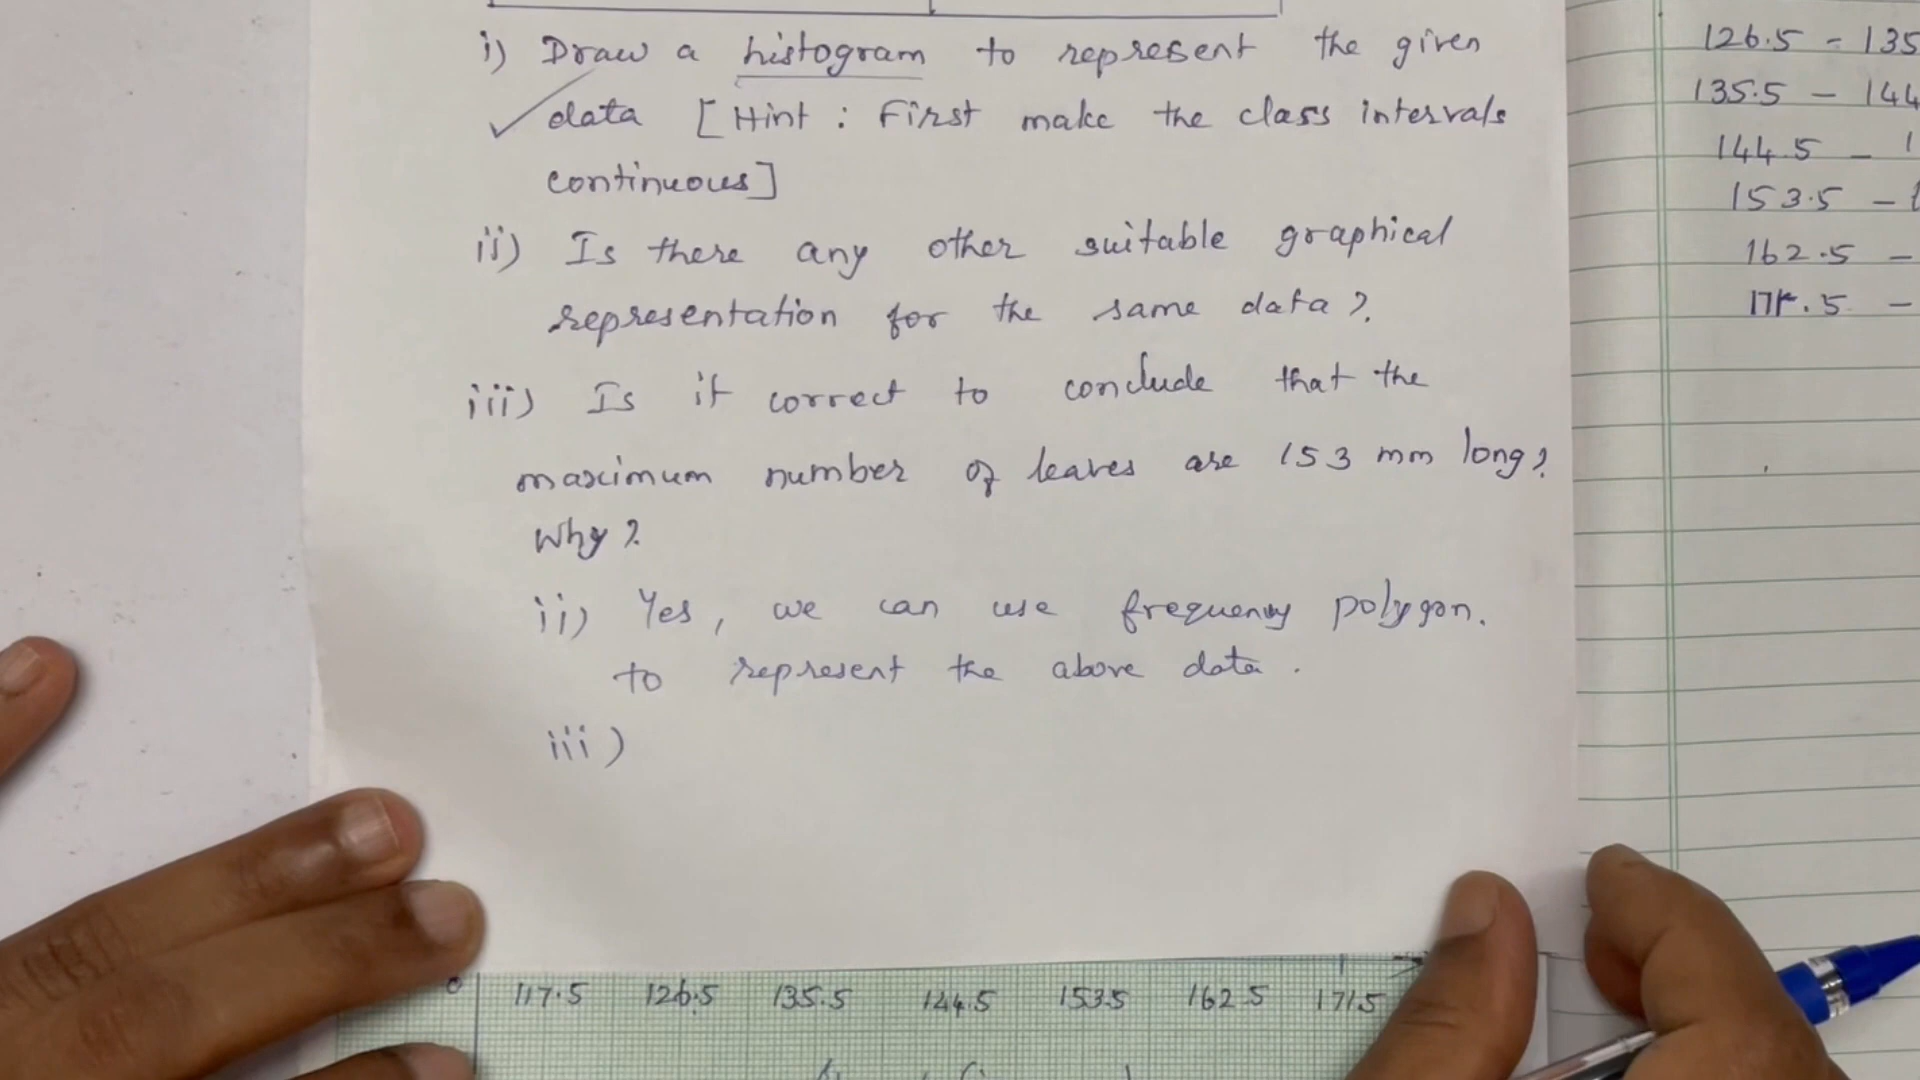 i) Draw a histogram to represent the given
data [Hint : First make the class intervals
continuous]
ii) Is there any other suitable graphical
representation for the same data?
iii) Is it correct to conclude that the
maximum number of leaves are 153 mm long?
Why?
ii) Yes, we can use frequency polygon.
to represent the above data.
iii)
0 117.5 126.5 135.5 144.5 153.5 162.5 171.5
126.5 - 135
135.5 - 144
144.5 -
153.5 -
162.5 -
171.5 -